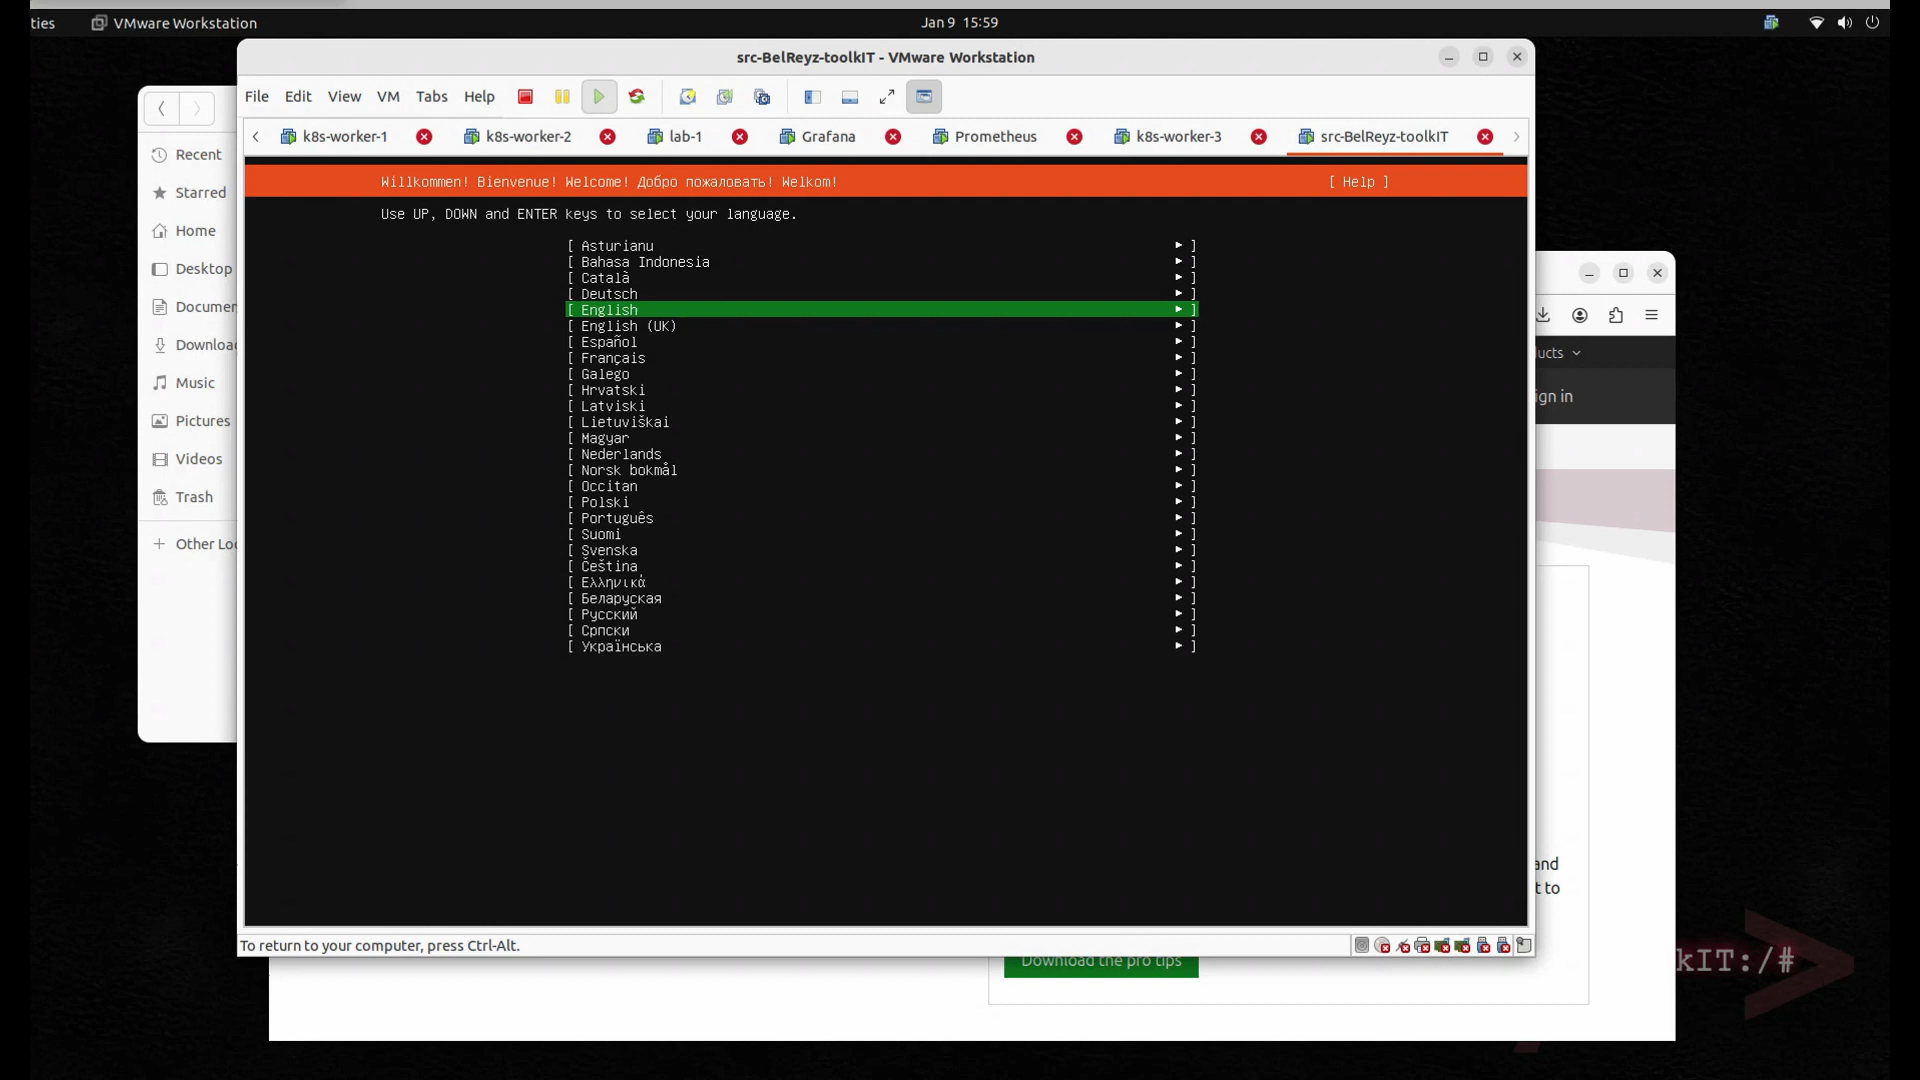 ties
VMware Workstation
Jan 9 15:59
src-BelReyz-toolkIT - VMware Workstation
File Edit View VM Tabs Help
k8s-worker-1 k8s-worker-2 lab-1 Grafana Prometheus k8s-worker-3 src-BelReyz-toolkIT
Willkommen! Bienvenue! Welcome! Добро пожаловать! Welkom! [ Help ]
Use UP, DOWN and ENTER keys to select your language.
[ Asturianu ► ]
[ Bahasa Indonesia ► ]
[ Català ► ]
[ Deutsch ► ]
[ English ► ]
[ English (UK) ► ]
[ Español ► ]
[ Français ► ]
[ Galego ► ]
[ Hrvatski ► ]
[ Latviski ► ]
[ Lietuviškai ► ]
[ Magyar ► ]
[ Nederlands ► ]
[ Norsk bokmål ► ]
[ Occitan ► ]
[ Polski ► ]
[ Português ► ]
[ Suomi ► ]
[ Svenska ► ]
[ Čeština ► ]
[ Ελληνικά ► ]
[ Беларуская ► ]
[ Русский ► ]
[ Српски ► ]
[ Українська ► ]
To return to your computer, press Ctrl-Alt.
Recent
Starred
Home
Desktop
Documen
Downloa
Music
Pictures
Videos
Trash
+ Other Lo
ucts
ign in
and
t to
Download the pro tips
kIT:/#